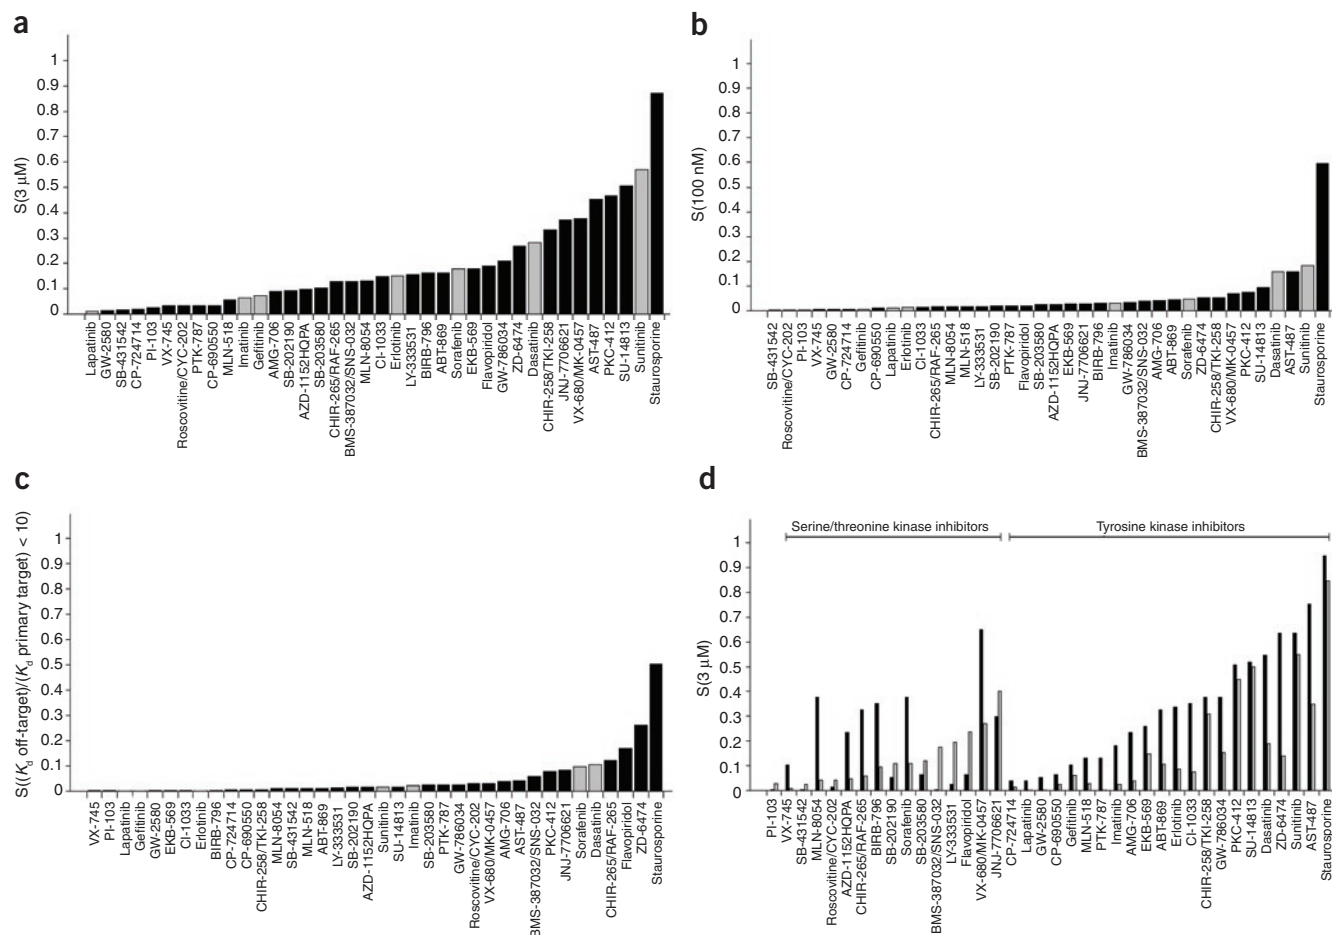 a
S(3 µM)
1
0.9
0.8
0.7
0.6
0.5
0.4
0.3
0.2
0.1
0
Lapatinib
GW-2580
SB-431542
CP-724714
PI-103
VX-745
Roscovitine/CYC-202
PTK-787
CP-690550
MLN-518
Imatinib
Gefitinib
AMG-706
SB-202190
AZD-1152HQPA
SB-203580
CHIR-265/RAF-265
BMS-387032/SNS-032
MLN-8054
CI-1033
Erlotinib
LY-333531
BIRB-796
ABT-869
Sorafenib
EKB-569
Flavopiridol
GW-786034
ZD-6474
Dasatinib
CHIR-258/TKI-258
JNJ-7706621
VX-680/MK-0457
AST-487
PKC-412
SU-14813
Sunitinib
Staurosporine
b
S(100 nM)
1
0.9
0.8
0.7
0.6
0.5
0.4
0.3
0.2
0.1
0
SB-431542
Roscovitine/CYC-202
PI-103
VX-745
GW-2580
CP-724714
Gefitinib
CP-690550
Lapatinib
Erlotinib
CI-1033
CHIR-265/RAF-265
MLN-8054
MLN-518
LY-333531
SB-202190
PTK-787
Flavopiridol
SB-203580
AZD-1152HQPA
EKB-569
JNJ-7706621
BIRB-796
Imatinib
GW-786034
BMS-387032/SNS-032
AMG-706
ABT-869
Sorafenib
ZD-6474
CHIR-258/TKI-258
VX-680/MK-0457
PKC-412
SU-14813
Dasatinib
AST-487
Sunitinib
Staurosporine
c
S((Kd off-target)/(Kd primary target) < 10)
1
0.9
0.8
0.7
0.6
0.5
0.4
0.3
0.2
0.1
0
VX-745
PI-103
Lapatinib
Gefitinib
GW-2580
EKB-569
CI-1033
Erlotinib
BIRB-796
CP-724714
CP-690550
CHIR-258/TKI-258
MLN-8054
SB-431542
MLN-518
ABT-869
LY-333531
SB-202190
AZD-1152HQPA
Sunitinib
SU-14813
Imatinib
SB-203580
PTK-787
GW-786034
Roscovitine/CYC-202
VX-680/MK-0457
AMG-706
AST-487
BMS-387032/SNS-032
PKC-412
JNJ-7706621
Sorafenib
Dasatinib
CHIR-265/RAF-265
Flavopiridol
ZD-6474
Staurosporine
d
Serine/threonine kinase inhibitors
Tyrosine kinase inhibitors
S(3 µM)
1
0.9
0.8
0.7
0.6
0.5
0.4
0.3
0.2
0.1
0
PI-103
VX-745
SB-431542
MLN-8054
Roscovitine/CYC-202
AZD-1152HQPA
CHIR-265/RAF-265
BIRB-796
SB-202190
Sorafenib
SB-203580
BMS-387032/SNS-032
LY-333531
Flavopiridol
VX-680/MK-0457
JNJ-7706621
CP-724714
Lapatinib
GW-2580
CP-690550
Gefitinib
MLN-518
PTK-787
Imatinib
AMG-706
EKB-569
ABT-869
Erlotinib
CI-1033
CHIR-258/TKI-258
GW-786034
PKC-412
SU-14813
Dasatinib
ZD-6474
Sunitinib
AST-487
Staurosporine